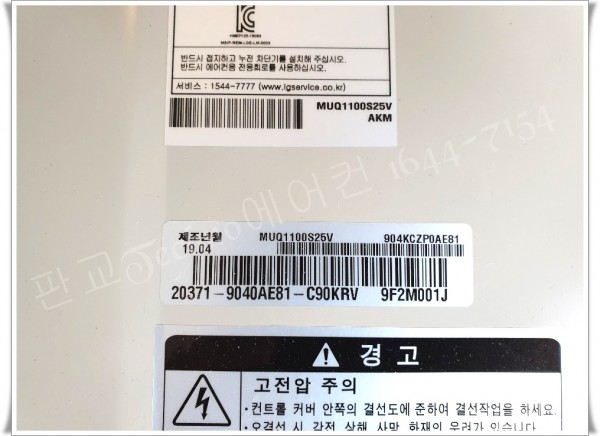 반드시 접지하고 누전 차단기를 설치해 주십시오.
반드시 에어컨용 전용회로를 사용하십시오.
서비스 : 1544-7777 (www.lgservice.co.kr)
MUQ1100S25V
AKM
에어컨 1644-7154
판교
제조년월 MUQ1100S25V 904KCZP0AE81
19.04
20371-9040AE81-C90KRV 9F2M001J
경고
고전압 주의
·컨트롤 커버 안쪽의 결선도에 준하여 결선작업을 하세요.